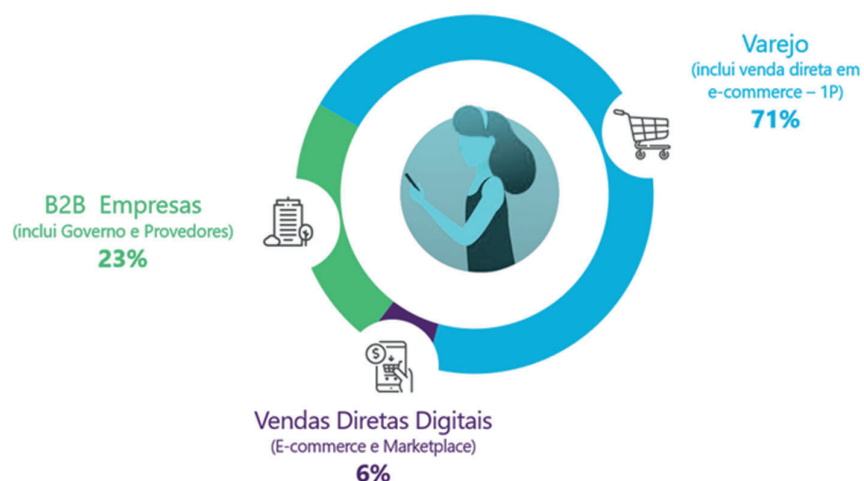 Varejo
(inclui venda direta em
e-commerce – 1P)
71%
B2B Empresas
(inclui Governo e Provedores)
23%
$
Vendas Diretas Digitais
(E-commerce e Marketplace)
6%